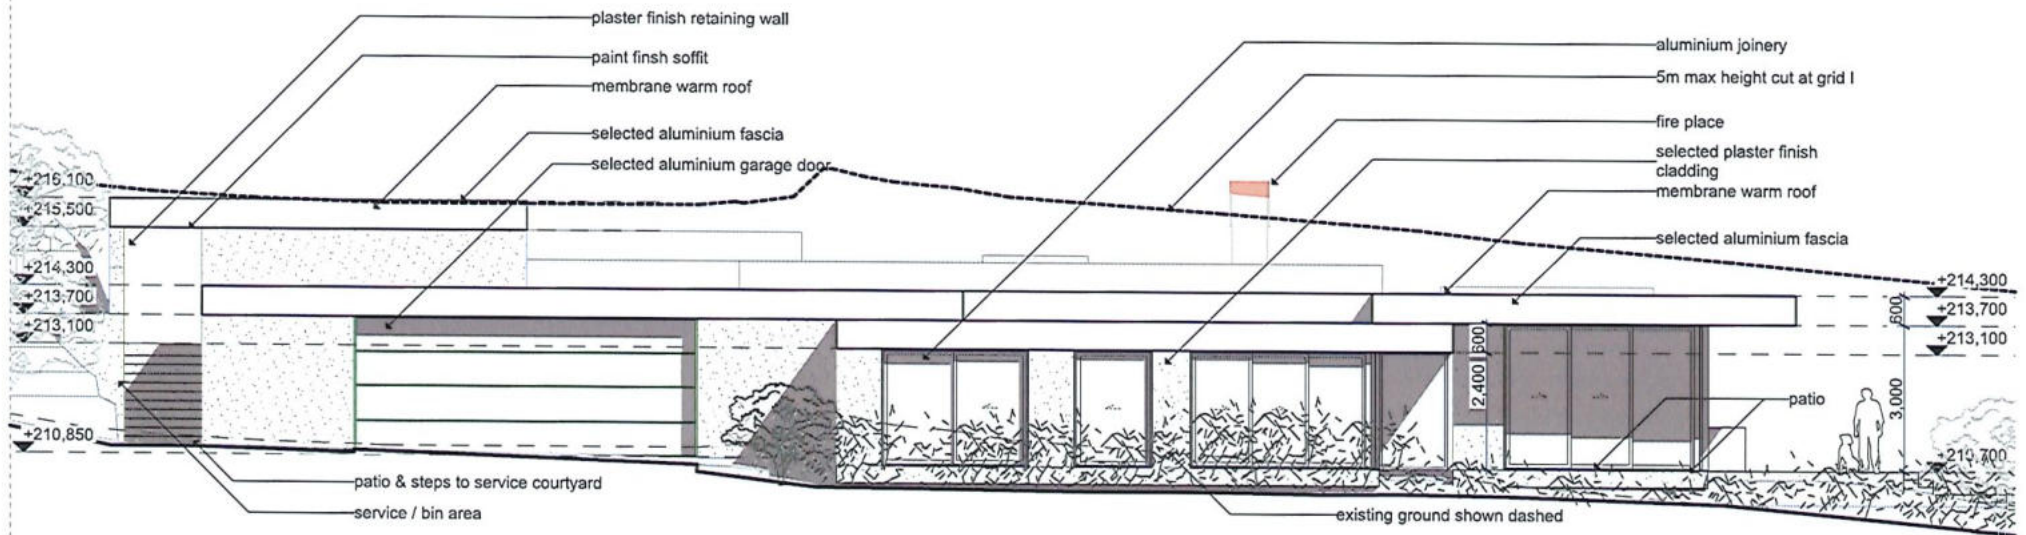 plaster finish retaining wall
paint finsh soffit
membrane warm roof
selected aluminium fascia
selected aluminium garage door
aluminium joinery
5m max height cut at grid I
fire place
selected plaster finish
cladding
membrane warm roof
selected aluminium fascia
+216,100
+215,500
+214,300
+213,700
+213,100
+210,850
+214,300
+213,700
+213,100
600
3,000
600
2,400
patio
patio & steps to service courtyard
service / bin area
existing ground shown dashed